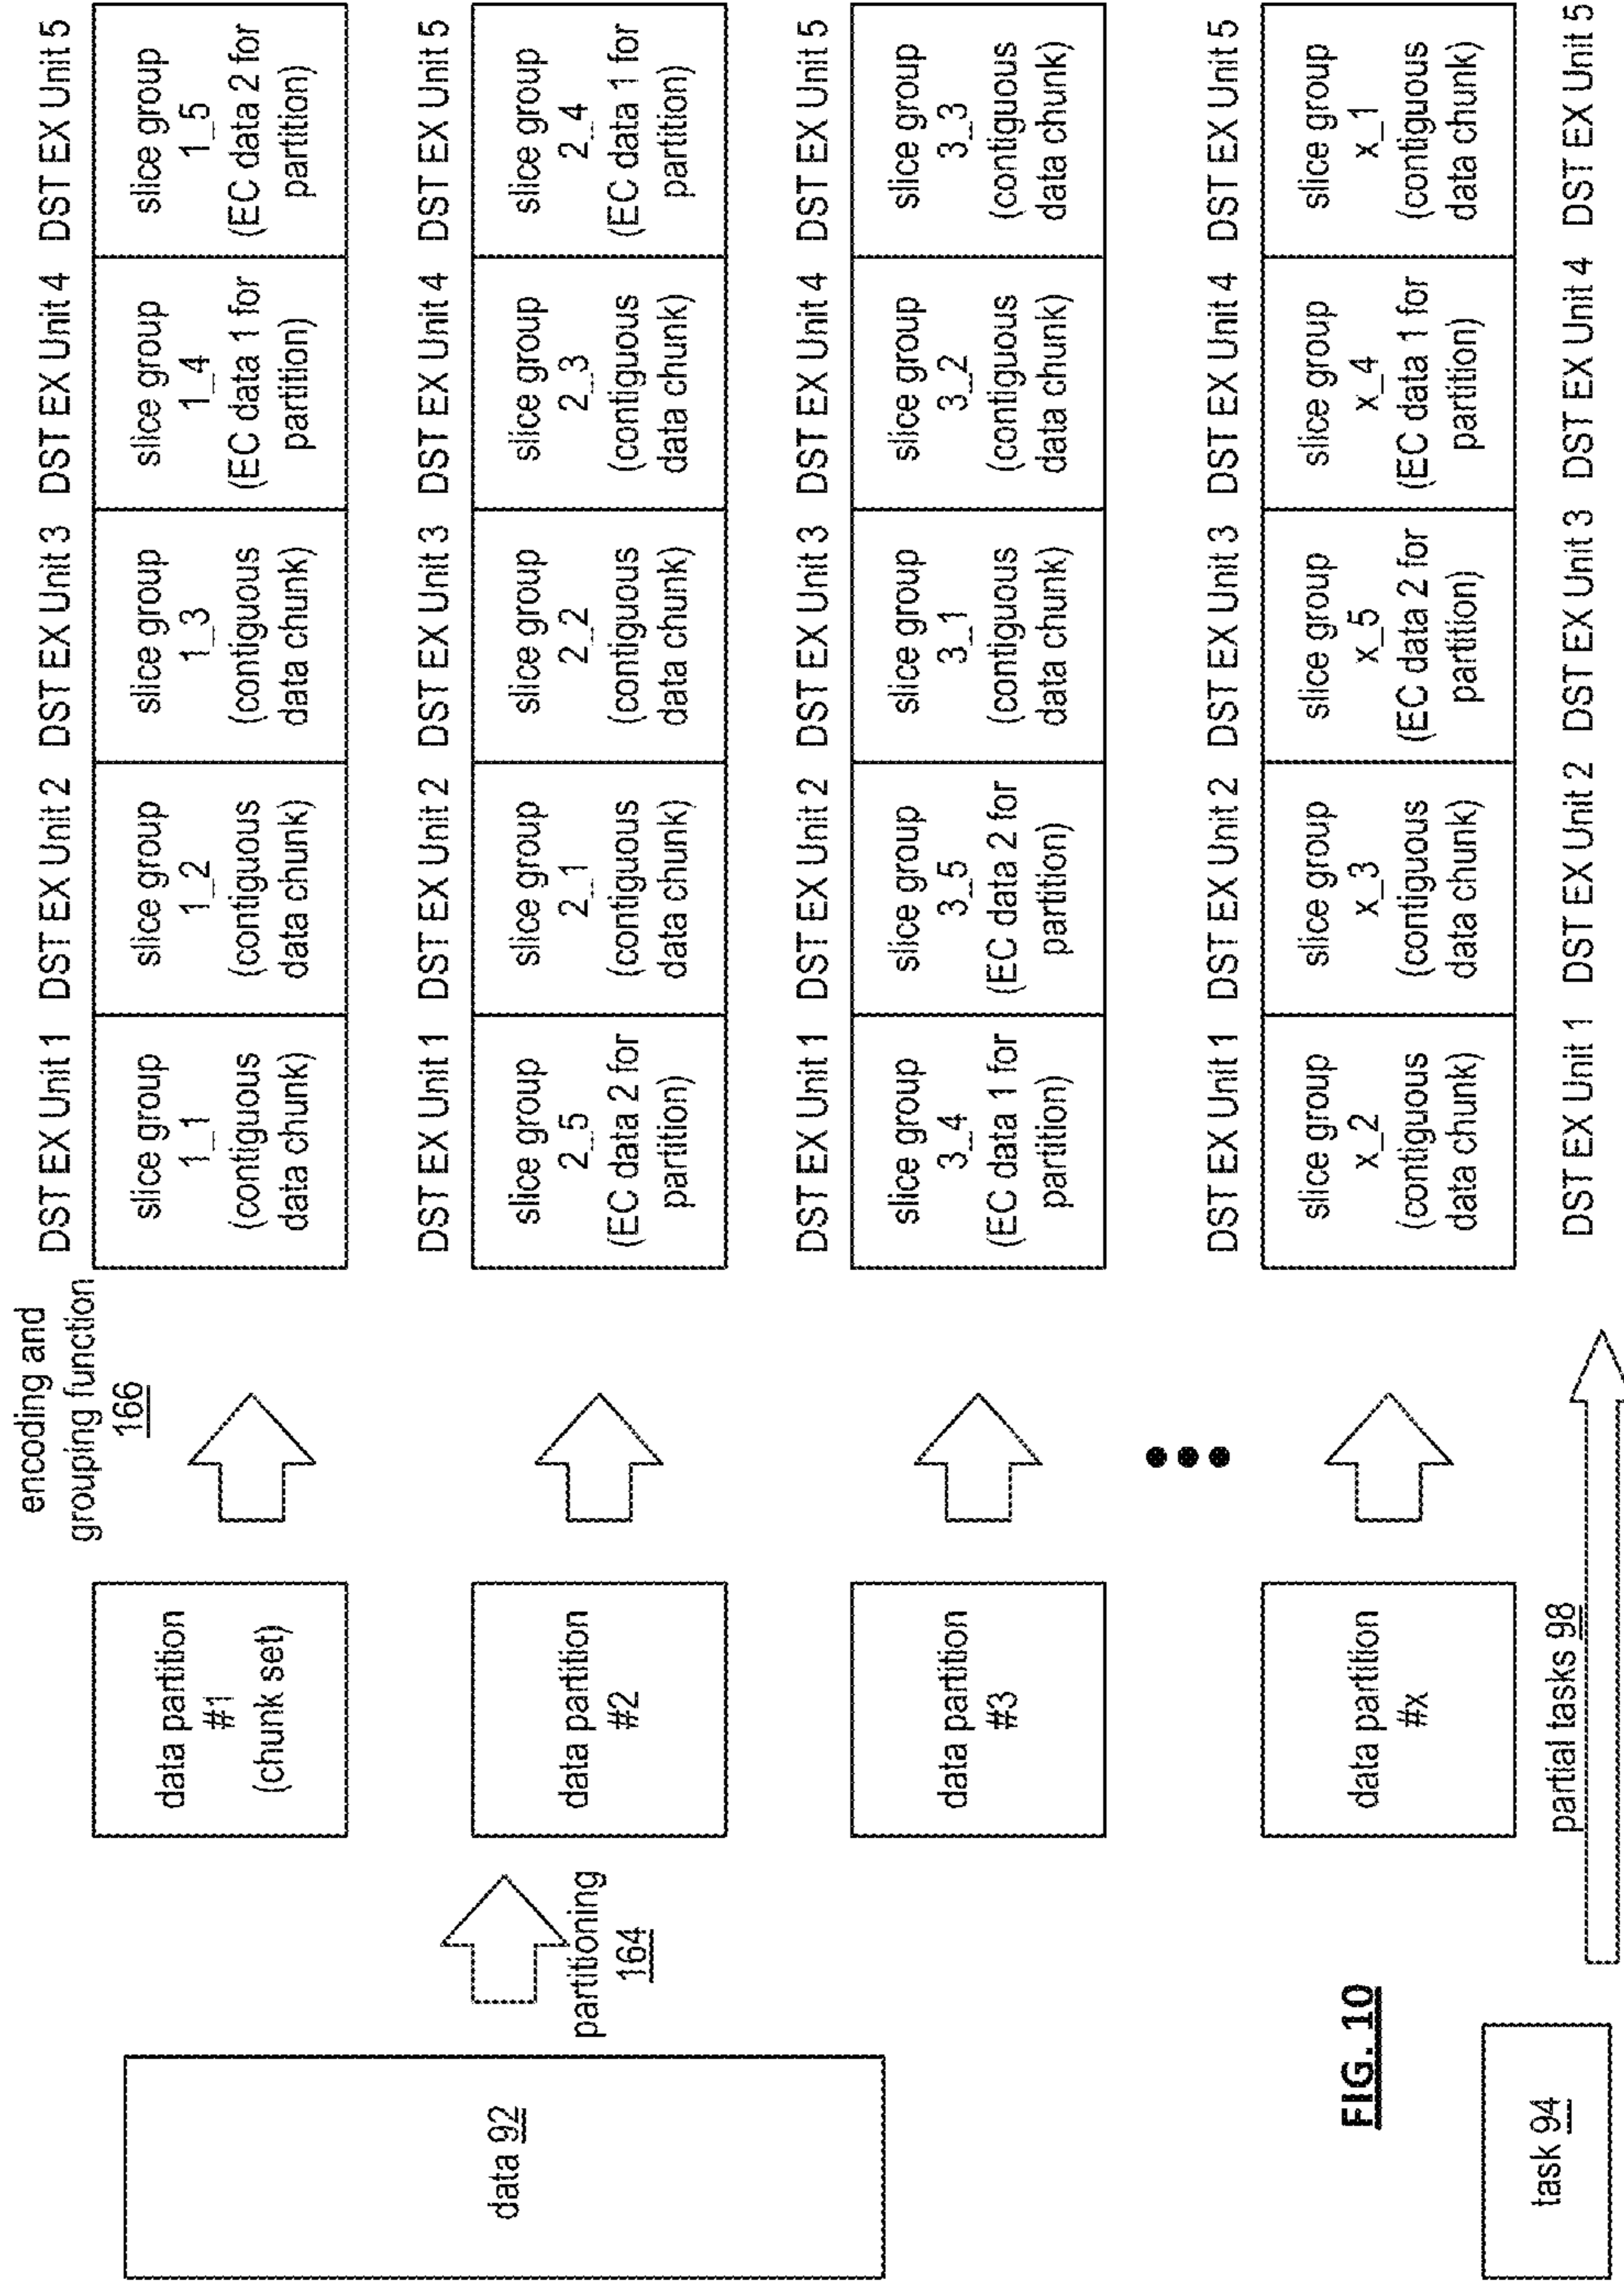 encoding and
grouping function
166
DST EX Unit 1 DST EX Unit 2 DST EX Unit 3 DST EX Unit 4 DST EX Unit 5
data partition
#1
(chunk set)
slice group
1_1
(contiguous
data chunk)
slice group
1_2
(contiguous
data chunk)
slice group
1_3
(contiguous
data chunk)
slice group
1_4
(EC data 1 for
partition)
slice group
1_5
(EC data 2 for
partition)
data 92
partitioning
164
DST EX Unit 1 DST EX Unit 2 DST EX Unit 3 DST EX Unit 4 DST EX Unit 5
data partition
#2
slice group
2_5
(EC data 2 for
partition)
slice group
2_1
(contiguous
data chunk)
slice group
2_2
(contiguous
data chunk)
slice group
2_3
(contiguous
data chunk)
slice group
2_4
(EC data 1 for
partition)
DST EX Unit 1 DST EX Unit 2 DST EX Unit 3 DST EX Unit 4 DST EX Unit 5
data partition
#3
slice group
3_4
(EC data 1 for
partition)
slice group
3_5
(EC data 2 for
partition)
slice group
3_1
(contiguous
data chunk)
slice group
3_2
(contiguous
data chunk)
slice group
3_3
(contiguous
data chunk)
DST EX Unit 1 DST EX Unit 2 DST EX Unit 3 DST EX Unit 4 DST EX Unit 5
data partition
#x
slice group
x_2
(contiguous
data chunk)
slice group
x_3
(contiguous
data chunk)
slice group
x_5
(EC data 2 for
partition)
slice group
x_4
(EC data 1 for
partition)
slice group
x_1
(contiguous
data chunk)
FIG. 10
task 94
partial tasks 98
DST EX Unit 1 DST EX Unit 2 DST EX Unit 3 DST EX Unit 4 DST EX Unit 5